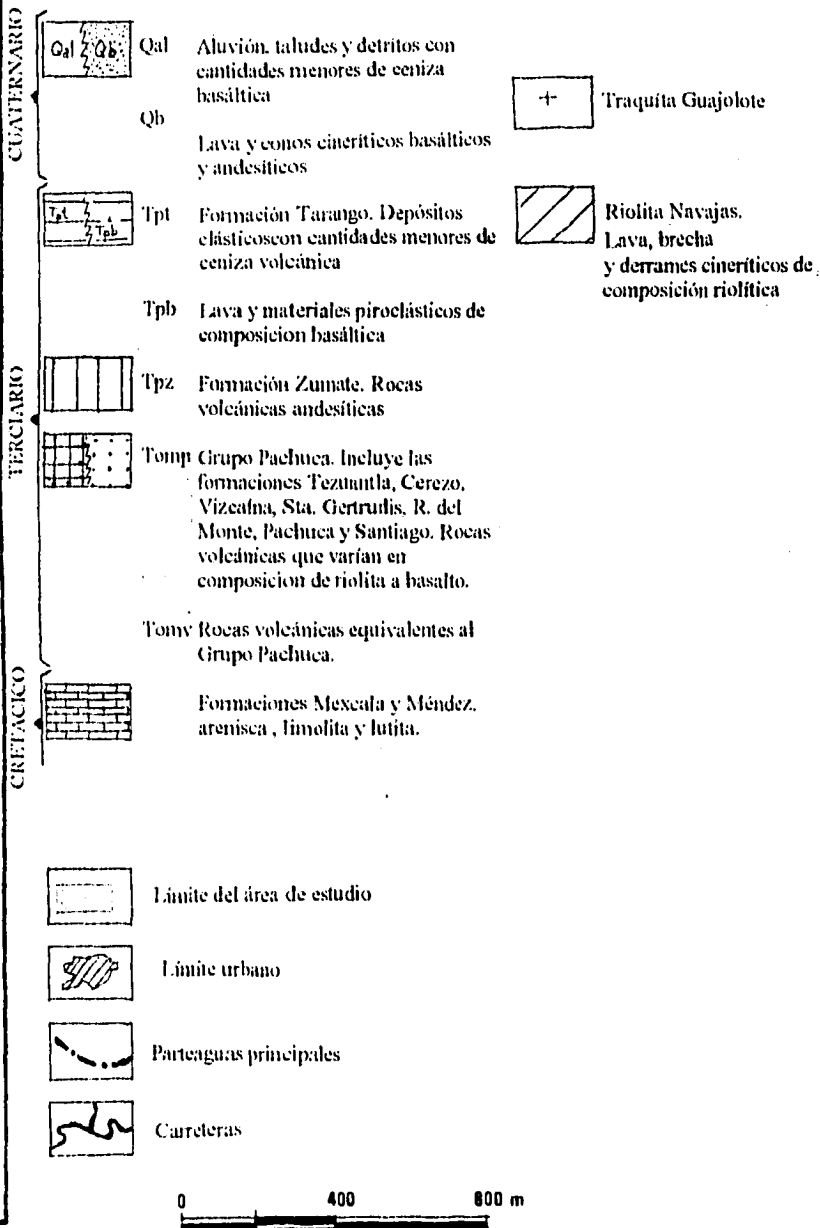 CUATERNARIO
Qal Qb
Qal Aluvión. taludes y detritos con
cantidades menores de ceniza
basáltica
Qb
Lava y conos cineríticos basálticos
y andesíticos
TERCIARIO
Tpt
Tpb
Tpt Formación Tarango. Depósitos
clásticoscon cantidades menores de
ceniza volcánica
Tpb Lava y materiales piroclásticos de
composicion basáltica
Tpz Formación Zumate. Rocas
volcánicas andesíticas
Tomp Grupo Pachuca. Incluye las
formaciones Tezuantla, Cerezo,
Vizcaína, Sta. Gertrudis, R. del
Monte, Pachuca y Santiago. Rocas
volcánicas que varían en
composicion de riolita a basalto.
Tomv Rocas volcánicas equivalentes al
Grupo Pachuca.
CRETACICO
Formaciones Mexcala y Méndez.
arenisca , limolita y lutita.
Traquíta Guajolote
Riolita Navajas.
Lava, brecha
y derrames cineríticos de
composición riolítica
Límite del área de estudio
Límite urbano
Parteaguas principales
Carreteras
0 400 800 m